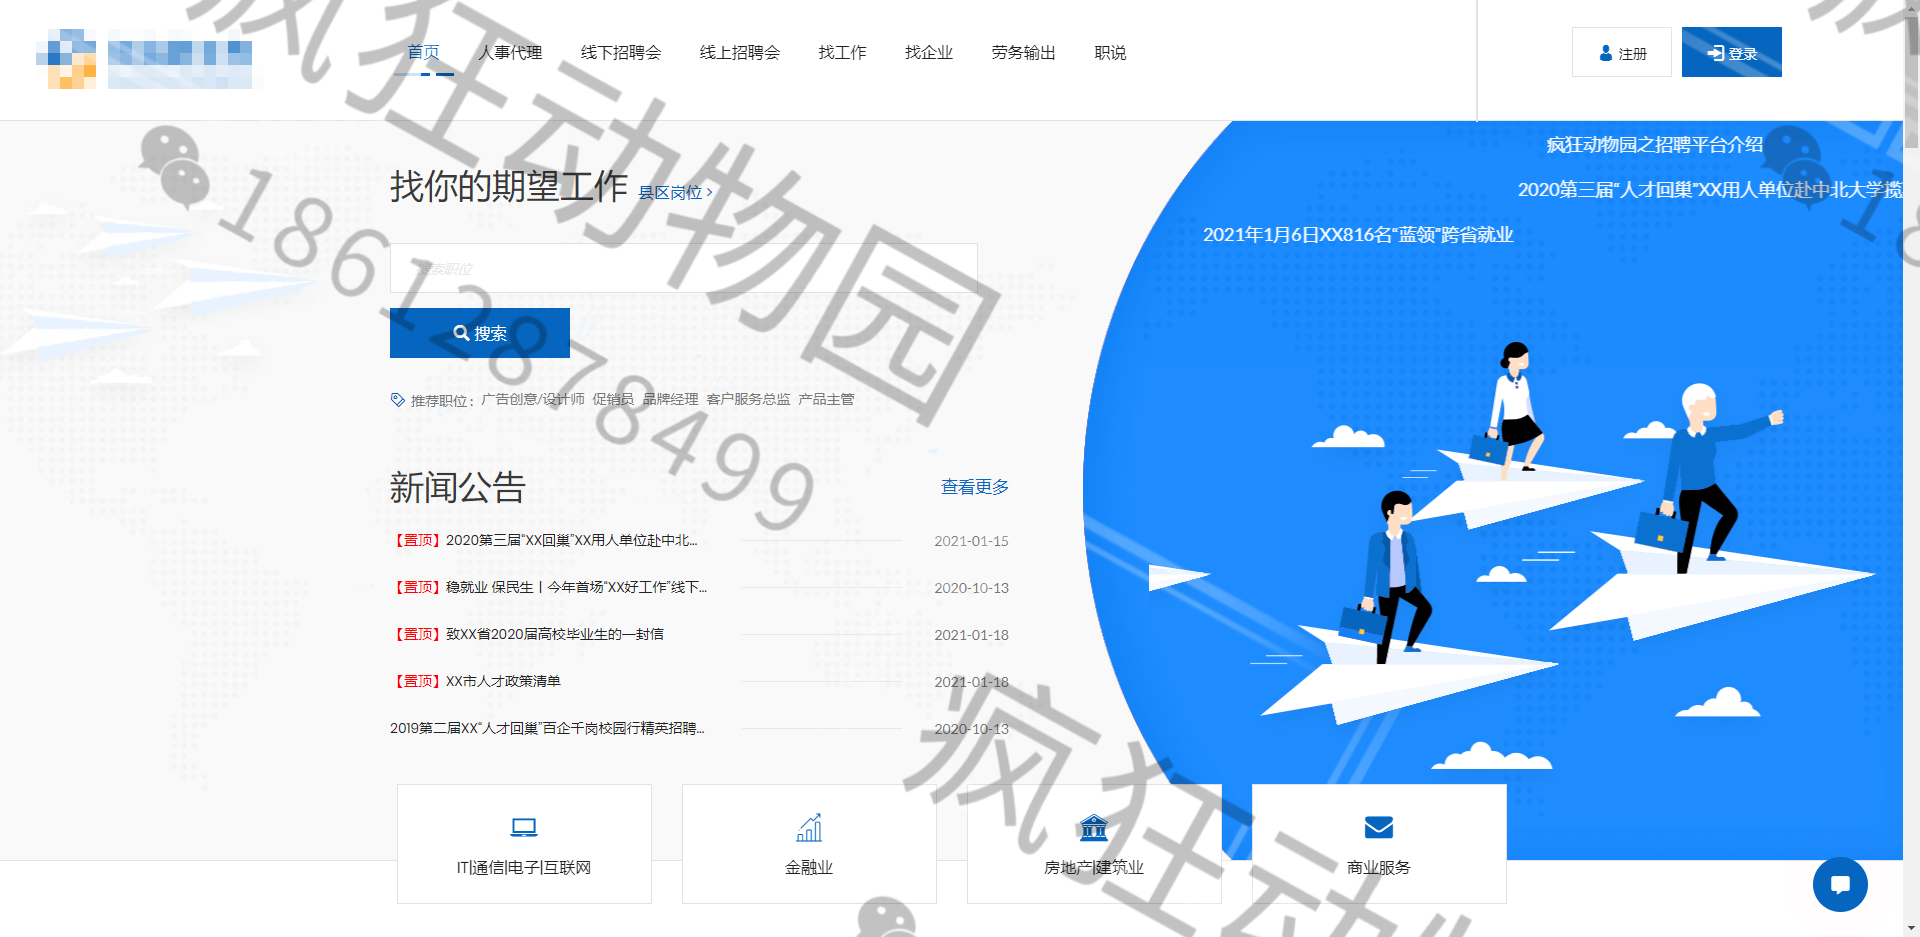 首页 人事代理 线下招聘会 线上招聘会 找工作 找企业 劳务输出 职说
注册 登录
疯狂动物园
18612878499
疯狂动物园之招聘平台介绍
2020第三届“人才回巢”XX用人单位赴中北大学揽
2021年1月6日XX816名“蓝领”跨省就业
找你的期望工作 县区岗位
搜索职位
搜索
推荐职位： 广告创意/设计师 促销员 品牌经理 客户服务总监 产品主管
新闻公告 查看更多
【置顶】2020第三届“XX回巢”XX用人单位赴中北... 2021-01-15
【置顶】稳就业 保民生丨今年首场“XX好工作”线下... 2020-10-13
【置顶】致XX省2020届高校毕业生的一封信 2021-01-18
【置顶】XX市人才政策清单 2021-01-18
2019第二届XX“人才回巢”百企千岗校园行精英招聘... 2020-10-13
疯狂动
IT|通信|电子|互联网 金融业 房地产|建筑业 商业服务